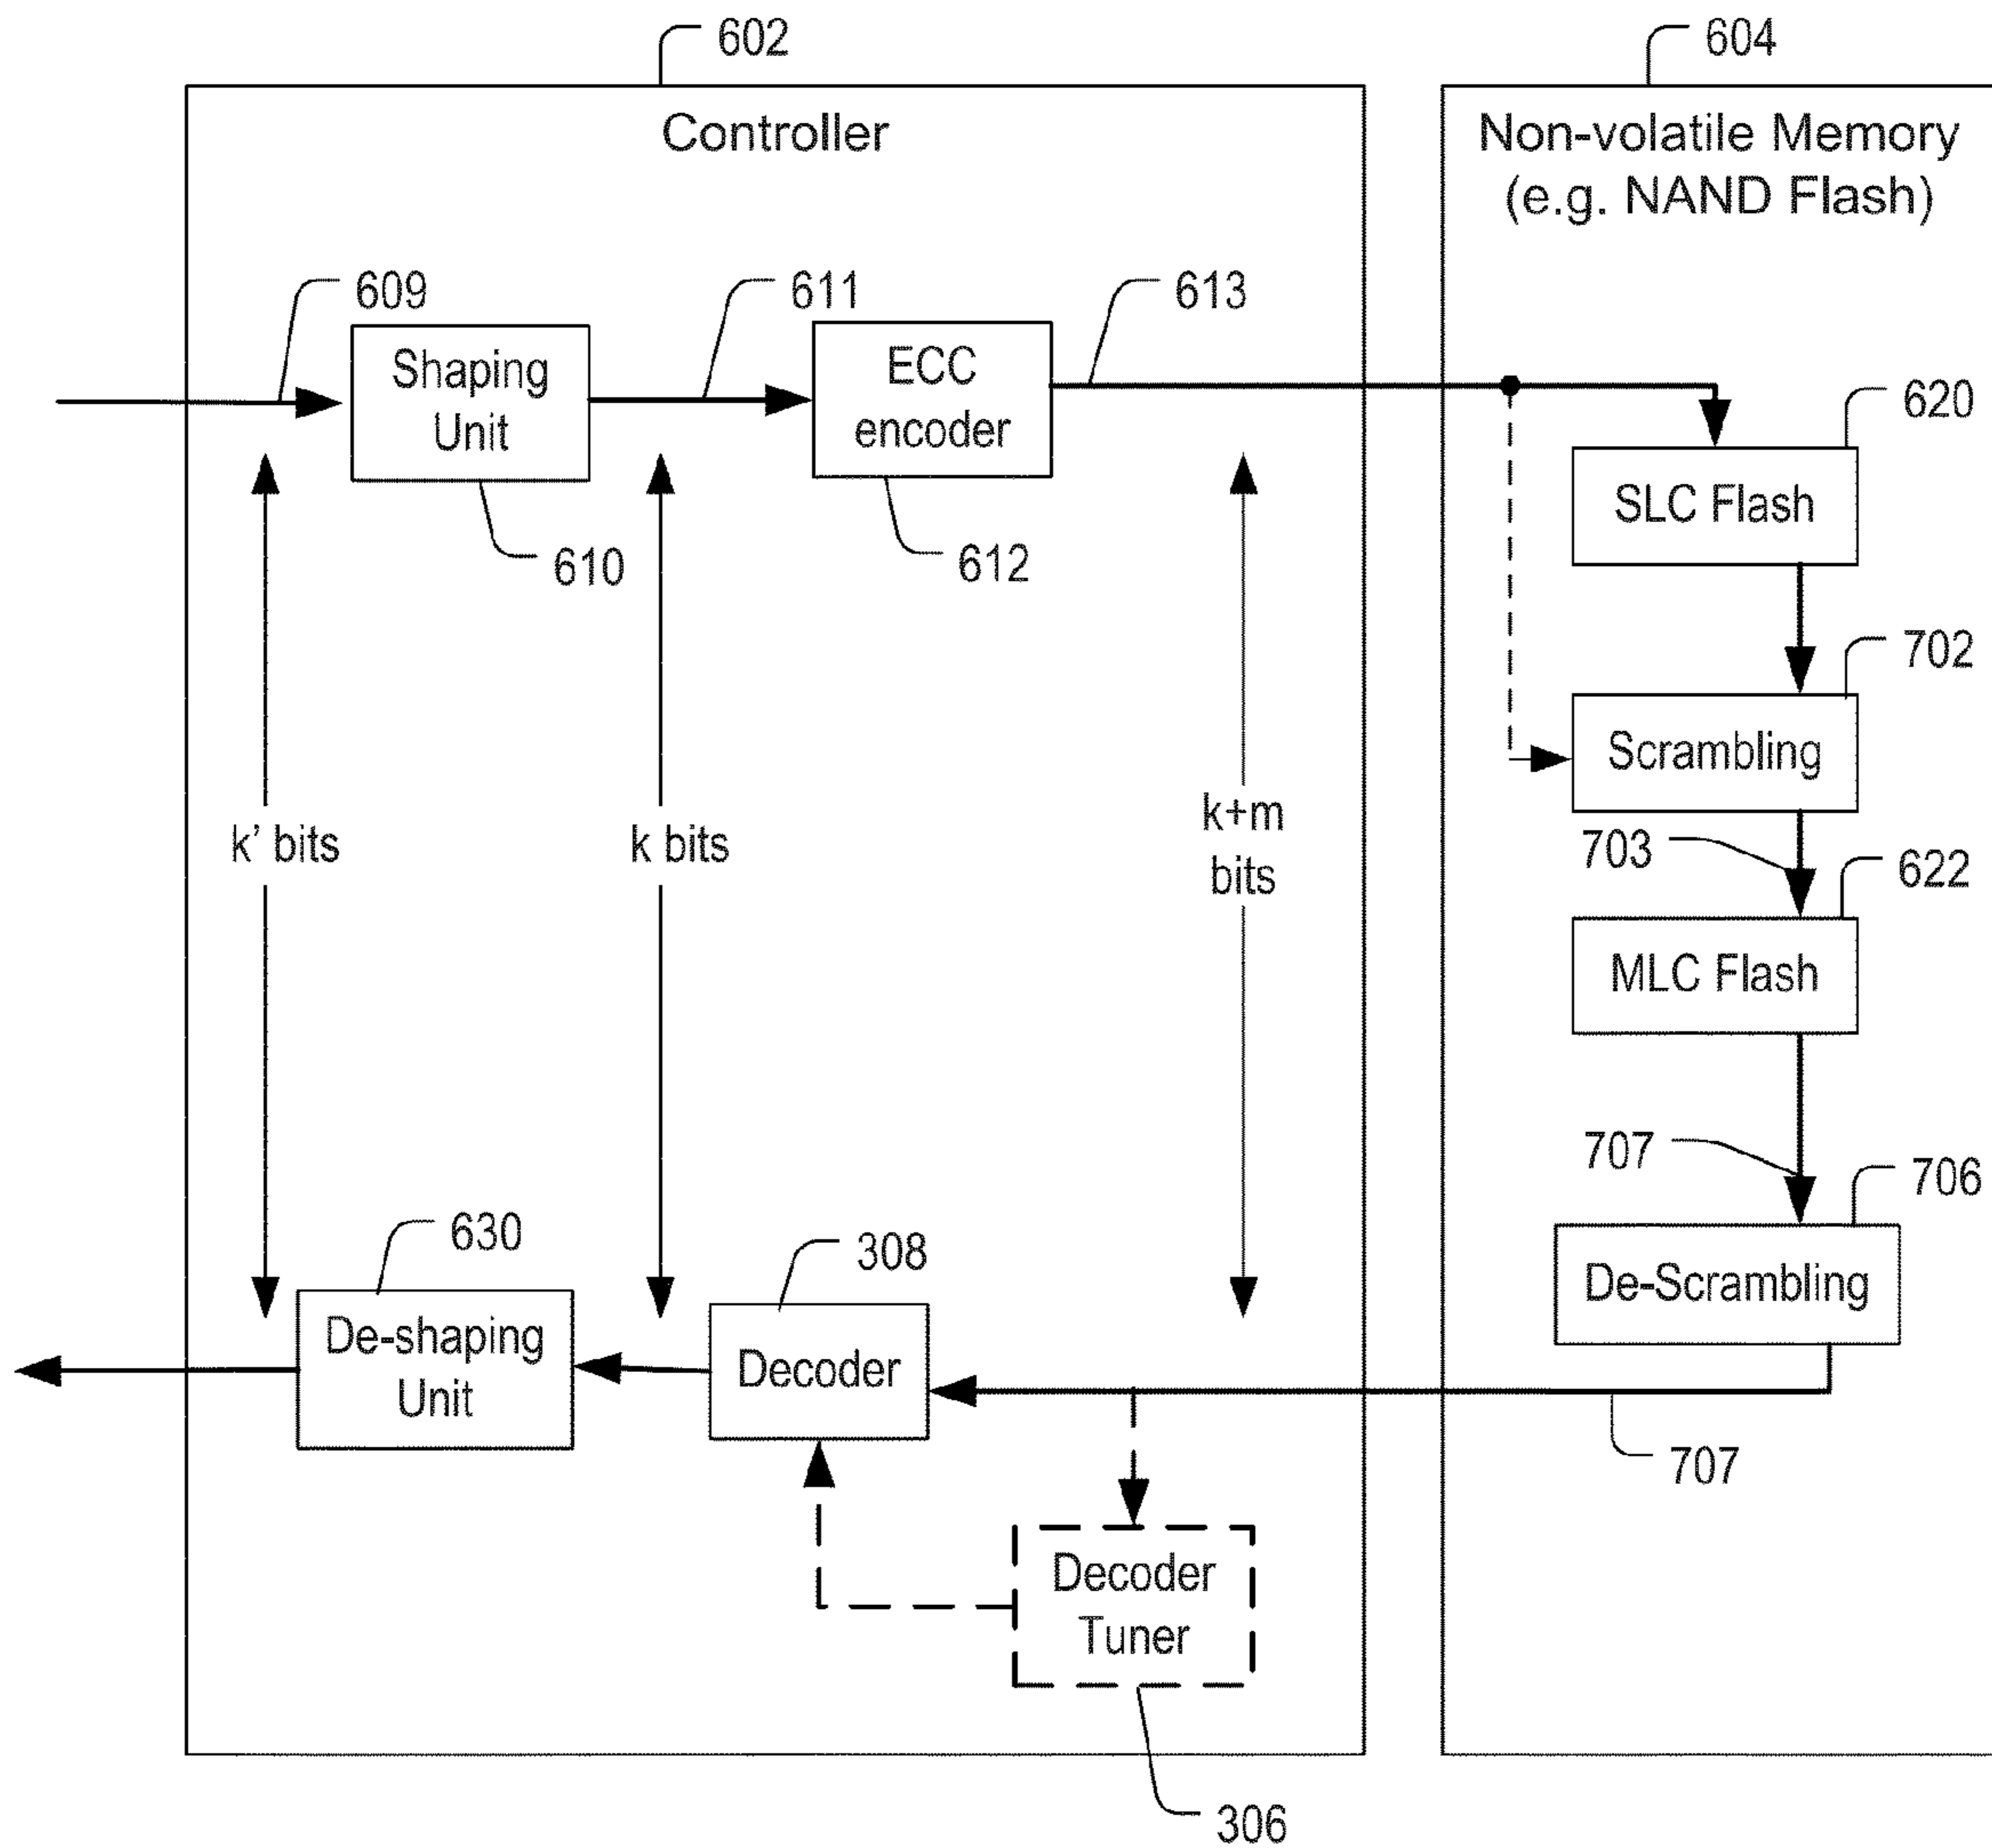 602
604
Controller
Non-volatile Memory
(e.g. NAND Flash)
609
611
613
Shaping
Unit
ECC
encoder
610
612
620
SLC Flash
702
Scrambling
k' bits
k bits
k+m
bits
703
622
MLC Flash
707
706
De-Scrambling
630
308
De-shaping
Unit
Decoder
707
Decoder
Tuner
306